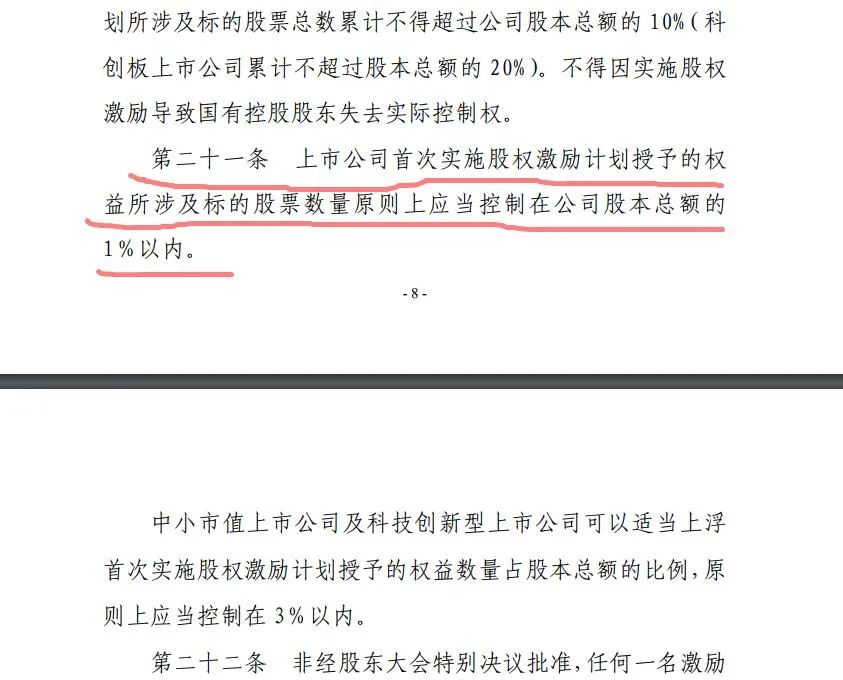 划所涉及标的股票总数累计不得超过公司股本总额的 10%(科
创板上市公司累计不超过股本总额的 20%)。不得因实施股权
激励导致国有控股股东失去实际控制权。
第二十一条 上市公司首次实施股权激励计划授予的权
益所涉及标的股票数量原则上应当控制在公司股本总额的
1%以内。
-8-
中小市值上市公司及科技创新型上市公司可以适当上浮
首次实施股权激励计划授予的权益数量占股本总额的比例,原
则上应当控制在 3%以内。
第二十二条 非经股东大会特别决议批准,任何一名激励